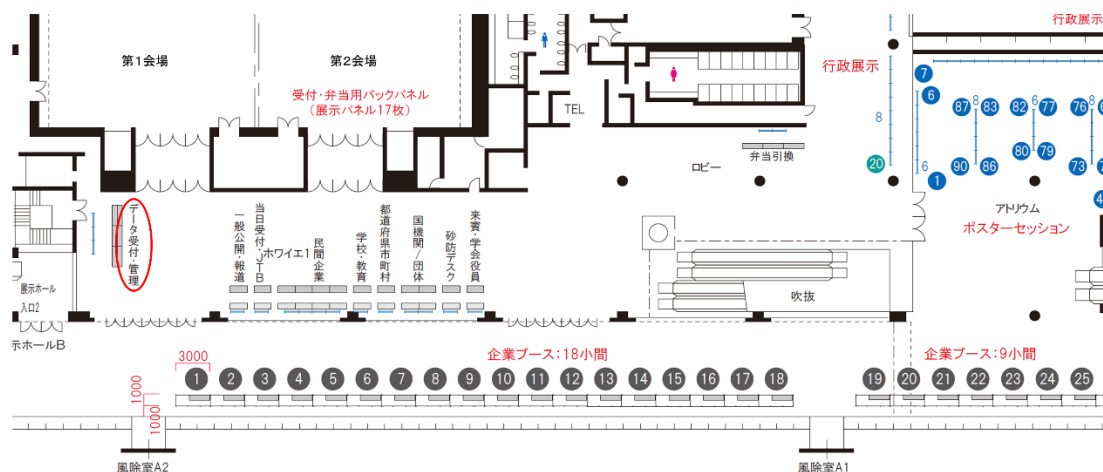 行政展示
第1会場
第2会場
受付・弁当用バックパネル
（展示パネル17枚）
TEL
行政展示
8
20
6
7
6
1
87
8
83
90
86
82
8
77
80
79
76
8
73
弁当引換
ロビー
アトリウム
ポスターセッション
データ受付・管理
一般公開・報道
当日受付・JTB
ホワイエ1
民間企業
学校・教育
都道府県市町村
国機関/団体
砂防デスク
来賓・学会役員
吹抜
展示ホール
入口2
示ホールB
3000
1000
1000
企業ブース：18小間
企業ブース：9小間
1
2
3
4
5
6
7
8
9
10
11
12
13
14
15
16
17
18
19
20
21
22
23
24
25
風除室A2
風除室A1